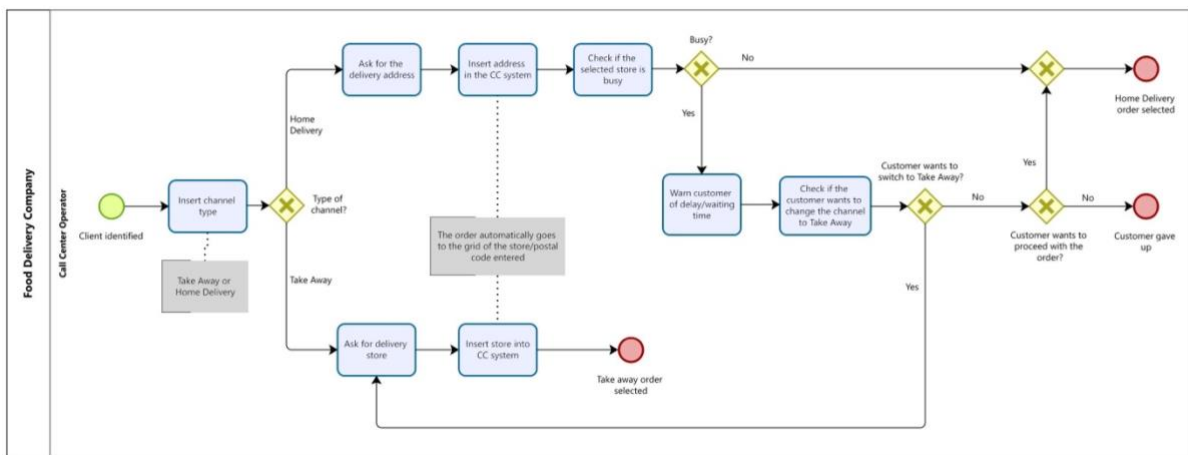 Food Delivery Company
Call Center Operator
Client identified
Insert channel
type
Take Away or
Home Delivery
Type of
channel?
Home
Delivery
Take Away
Ask for the
delivery address
Insert address
in the CC system
Check if the
selected store is
busy
Busy?
No
Yes
Home Delivery
order selected
Warn customer
of delay/waiting
time
Check if the
customer wants to
change the channel
to Take Away
Customer wants to
switch to Take Away?
No
Yes
Yes
No
Customer wants to
proceed with the
order?
Customer gave
up
The order automatically goes
to the grid of the store/postal
code entered
Ask for delivery
store
Insert store into
CC system
Take away order
selected